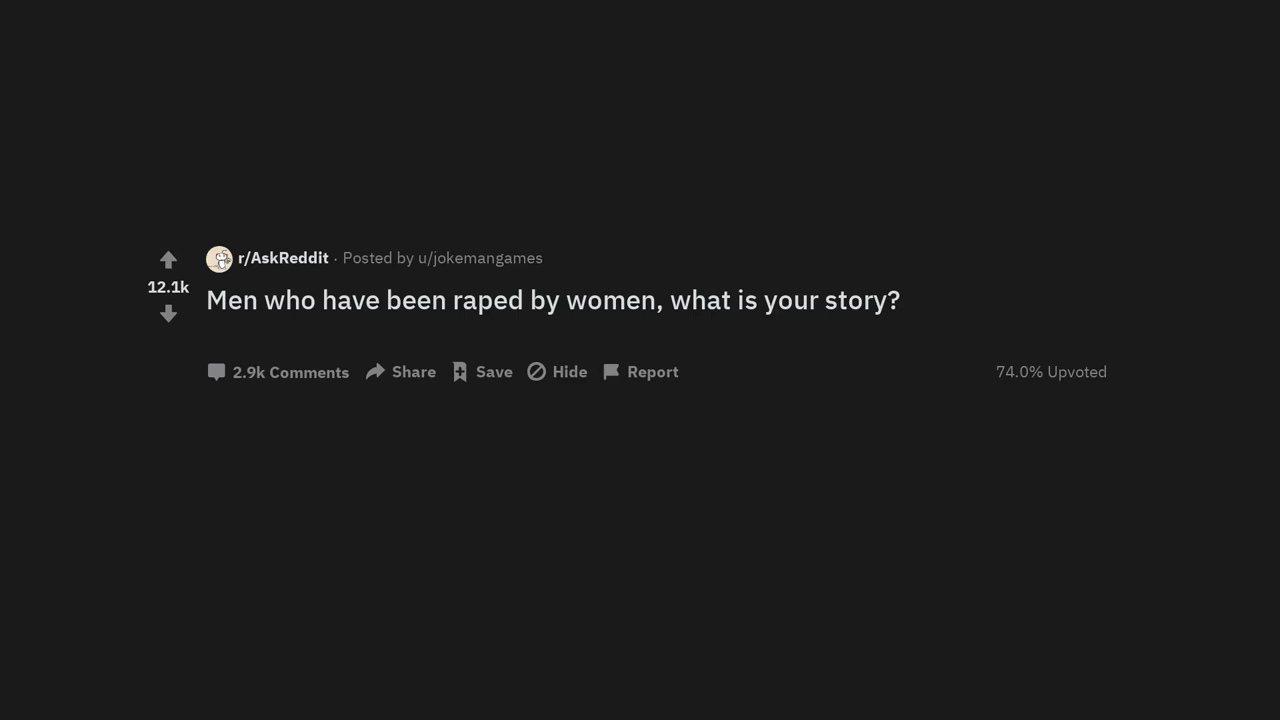 r/AskReddit · Posted by u/jokemangames
12.1k
Men who have been raped by women, what is your story?
2.9k Comments Share Save Hide Report 74.0% Upvoted